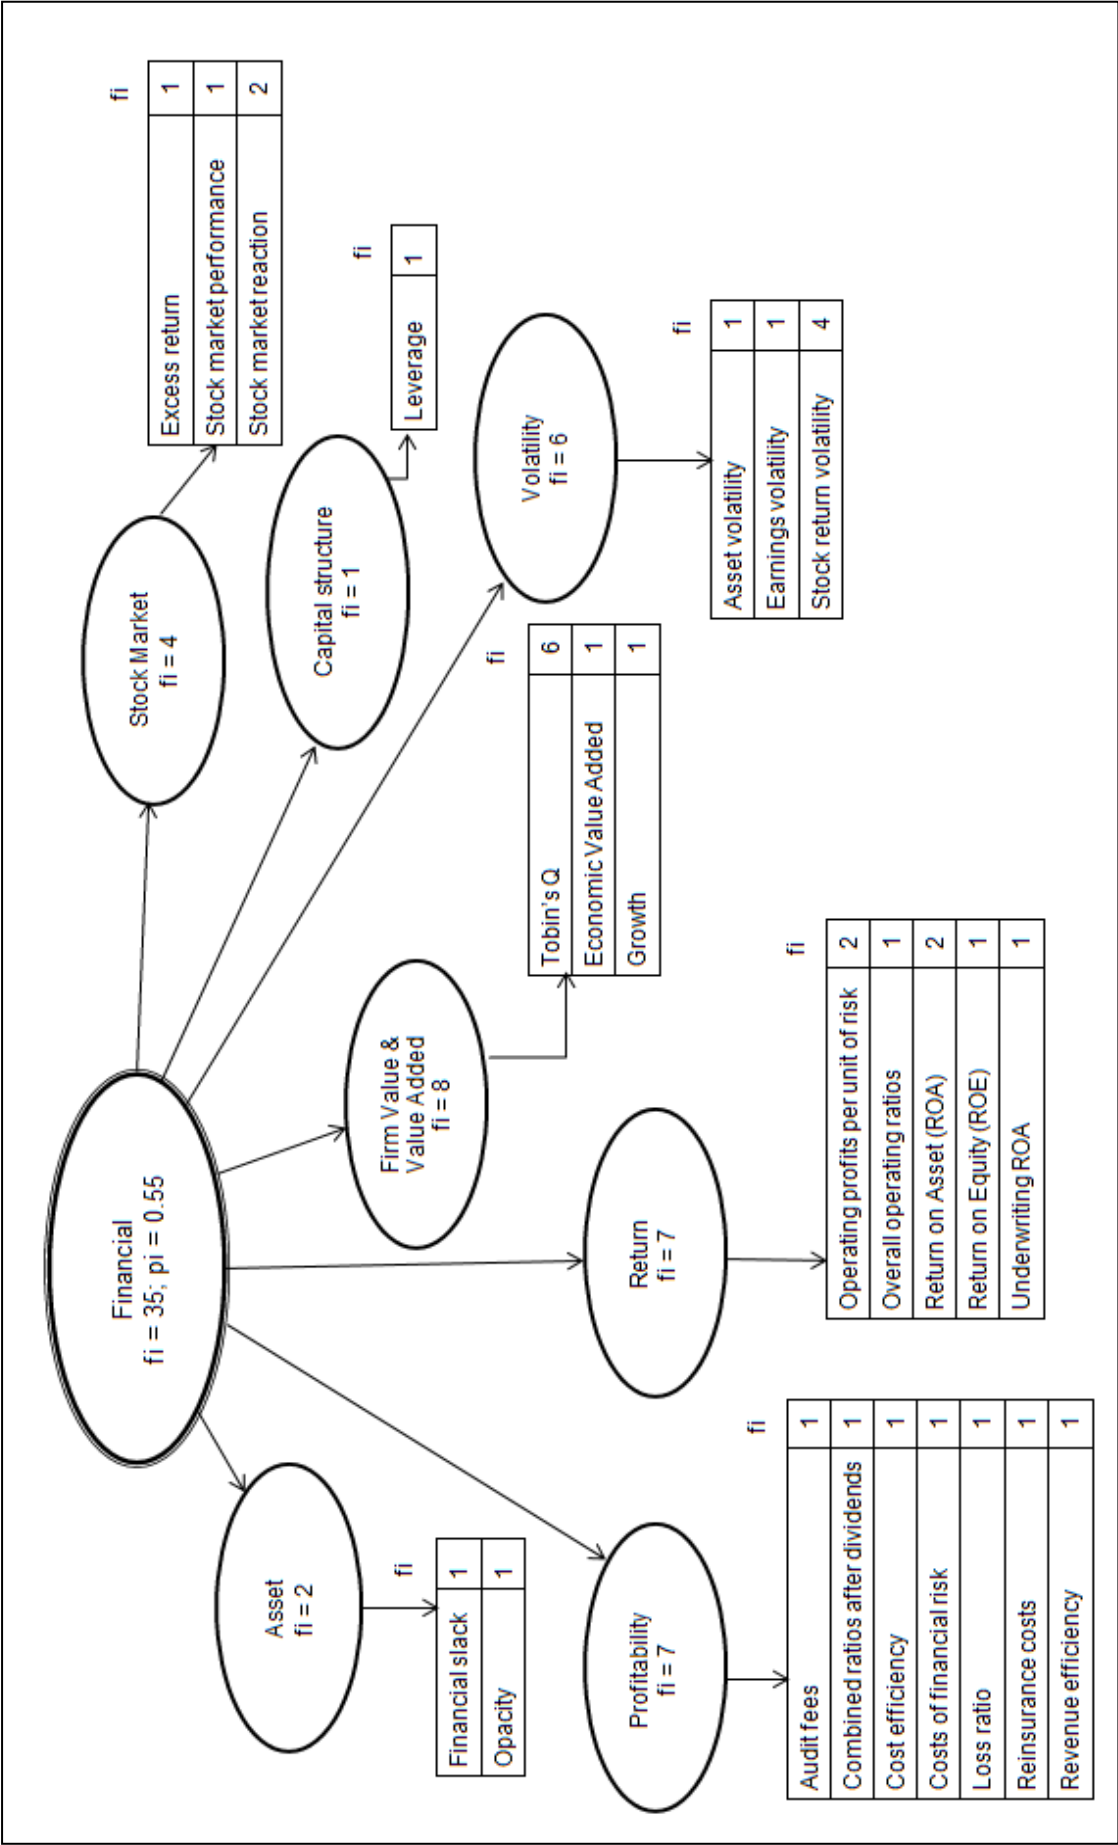 Financial
fi = 35; pi = 0.55
Asset
fi = 2
fi
Financial slack 1
Opacity 1
Profitability
fi = 7
fi
Audit fees 1
Combined ratios after dividends 1
Cost efficiency 1
Costs of financial risk 1
Loss ratio 1
Reinsurance costs 1
Revenue efficiency 1
Return
fi = 7
fi
Operating profits per unit of risk 2
Overall operating ratios 1
Return on Asset (ROA) 2
Return on Equity (ROE) 1
Underwriting ROA 1
Firm Value &
Value Added
fi = 8
fi
Tobin's Q 6
Economic Value Added 1
Growth 1
Volatility
fi = 6
fi
Asset volatility 1
Earnings volatility 1
Stock return volatility 4
Capital structure
fi = 1
fi
Leverage 1
Stock Market
fi = 4
fi
Excess return 1
Stock market performance 1
Stock market reaction 2